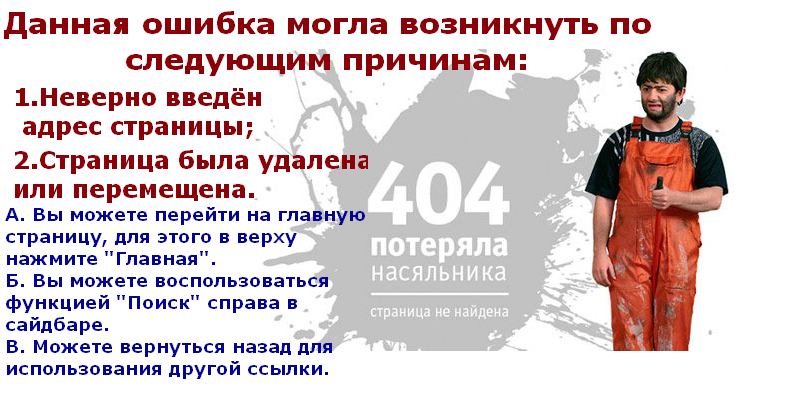 Данная ошибка могла возникнуть по
следующим причинам:
1.Неверно введён
адрес страницы;
2.Страница была удалена
или перемещена.
А. Вы можете перейти на главную
страницу, для этого в верху
нажмите "Главная".
Б. Вы можете воспользоваться
функцией "Поиск" справа в
сайдбаре.
В. Можете вернуться назад для
использования другой ссылки.
404
потеряла
насяльника
страница не найдена